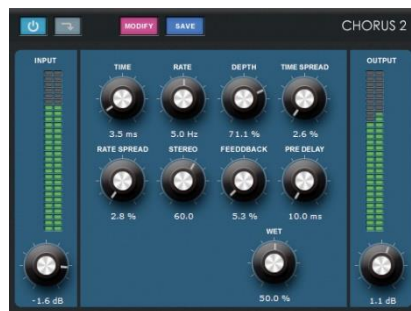 MODIFY SAVE CHORUS 2
INPUT OUTPUT
TIME RATE DEPTH TIME SPREAD
3.5 ms 5.0 Hz 71.1 % 2.6 %
RATE SPREAD STEREO FEEDDBACK PRE DELAY
2.8 % 60.0 5.3 % 10.0 ms
WET
-1.6 dB 50.0 % 1.1 dB